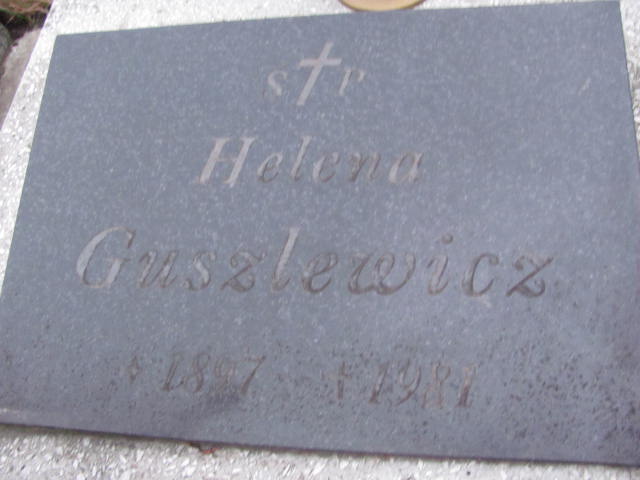 S † P
Helena
Guszlewicz
* 1897 + 1981